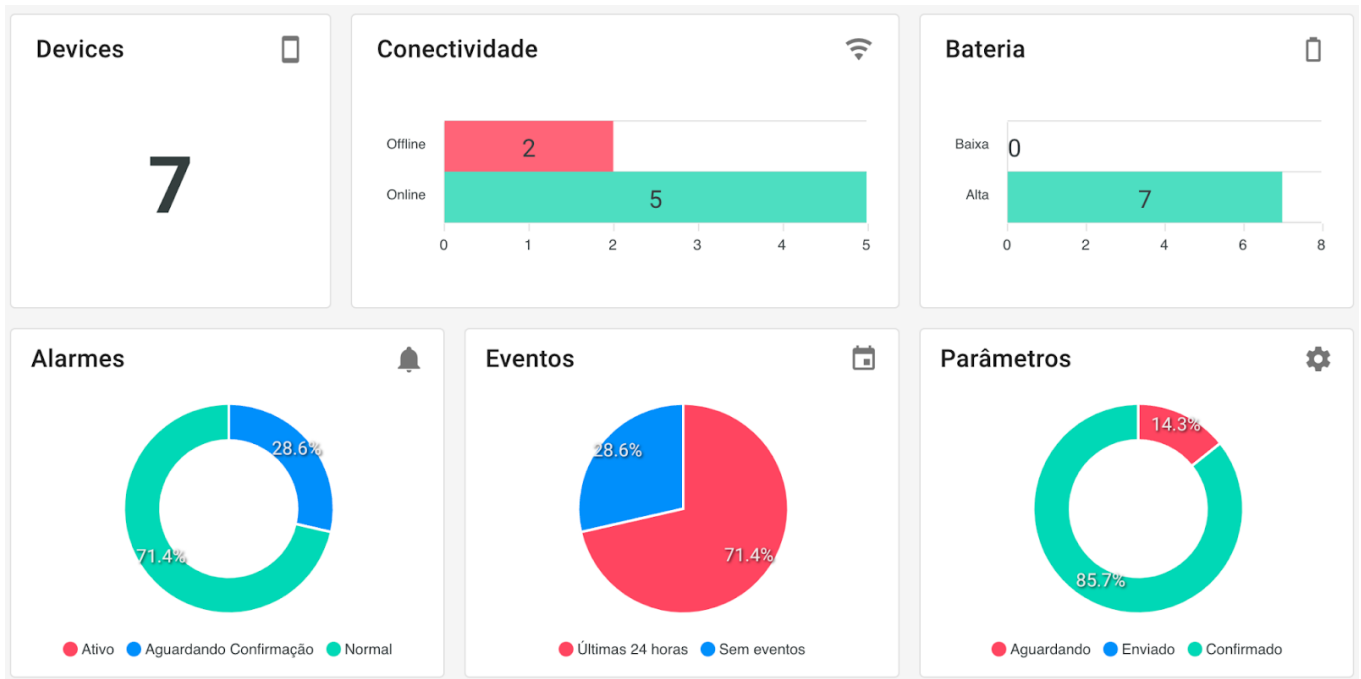 Devices
7
Conectividade
Offline
2
Online
5
0 1 2 3 4 5
Bateria
Baixa
0
Alta
7
0 2 4 6 8
Alarmes
28.6%
71.4%
Ativo Aguardando Confirmação Normal
Eventos
28.6%
71.4%
Últimas 24 horas Sem eventos
Parâmetros
14.3%
85.7%
Aguardando Enviado Confirmado